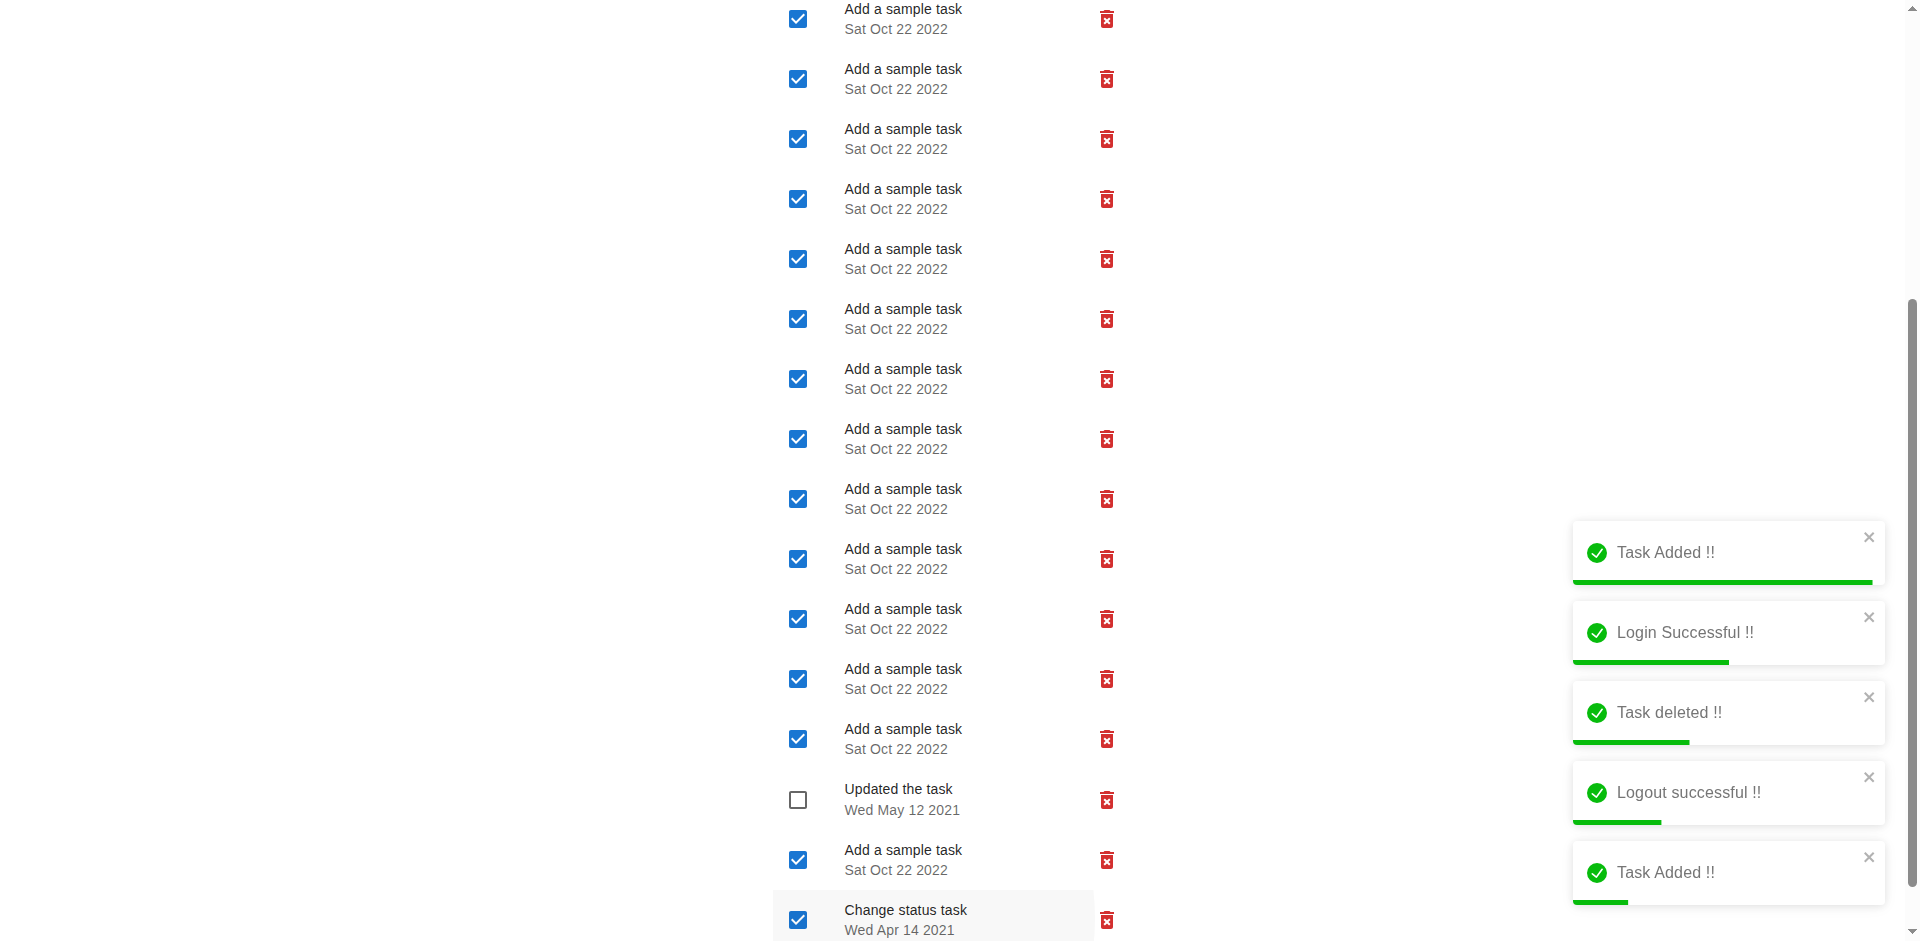 Add a sample task
Sat Oct 22 2022
Add a sample task
Sat Oct 22 2022
Add a sample task
Sat Oct 22 2022
Add a sample task
Sat Oct 22 2022
Add a sample task
Sat Oct 22 2022
Add a sample task
Sat Oct 22 2022
Add a sample task
Sat Oct 22 2022
Add a sample task
Sat Oct 22 2022
Add a sample task
Sat Oct 22 2022
Add a sample task
Sat Oct 22 2022
Add a sample task
Sat Oct 22 2022
Add a sample task
Sat Oct 22 2022
Add a sample task
Sat Oct 22 2022
Updated the task
Wed May 12 2021
Add a sample task
Sat Oct 22 2022
Change status task
Wed Apr 14 2021
Task Added !!
Login Successful !!
Task deleted !!
Logout successful !!
Task Added !!